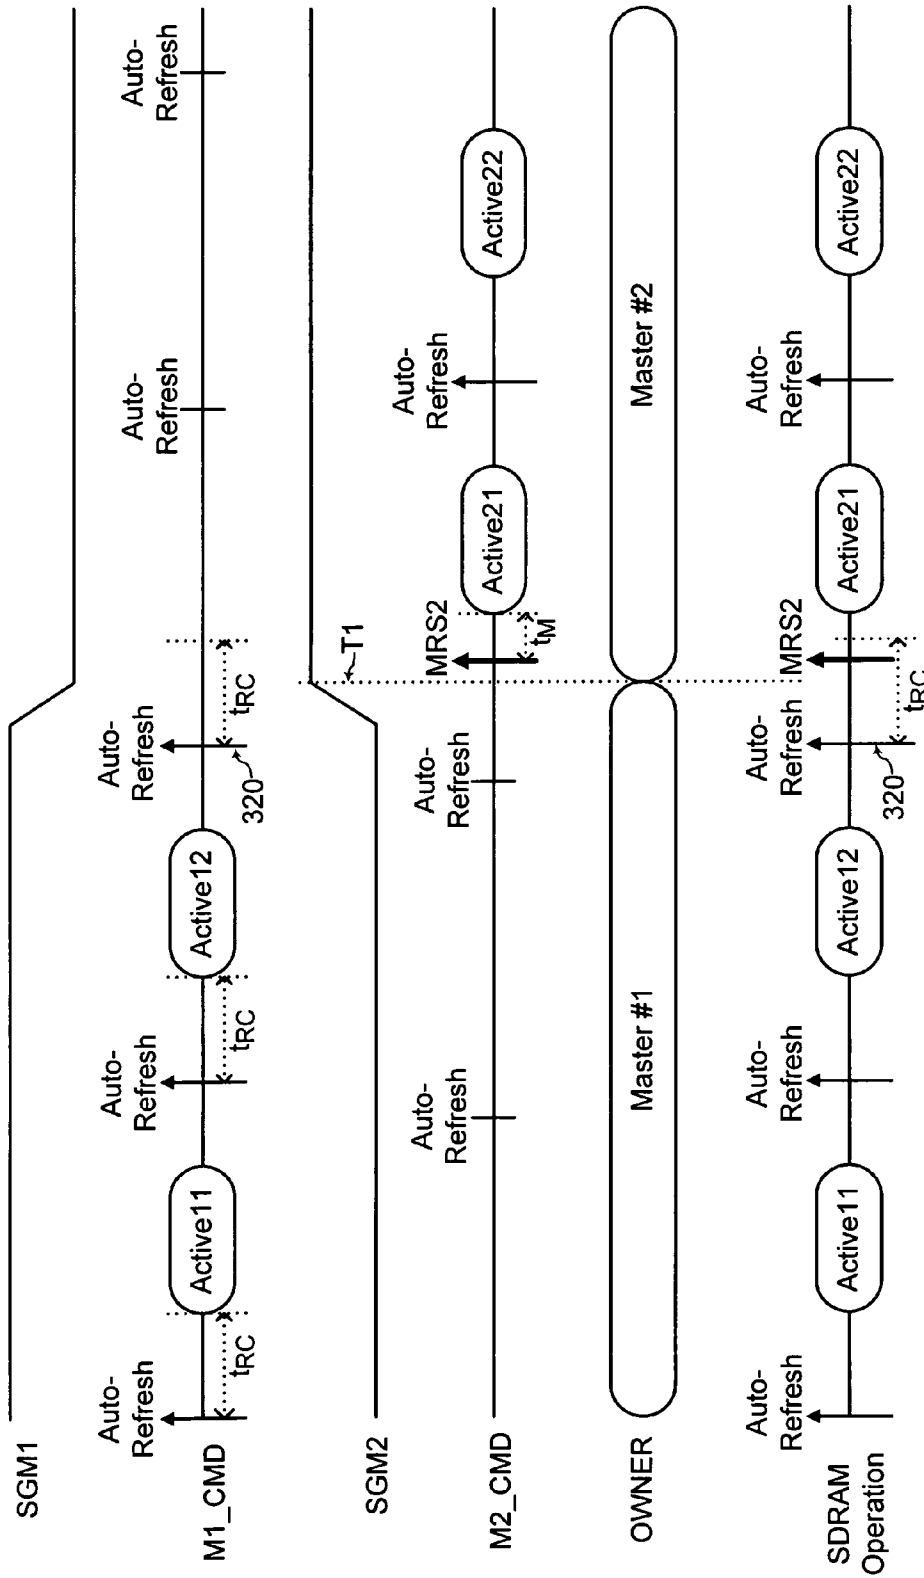 SGM1
M1_CMD
Auto-
Refresh
tRC
Active11
Auto-
Refresh
tRC
Active12
Auto-
Refresh
320
tRC
Auto-
Refresh
Auto-
Refresh
SGM2
T1
M2_CMD
Auto-
Refresh
Auto-
Refresh
MRS2
tM
Active21
Auto-
Refresh
Active22
OWNER
Master #1
Master #2
SDRAM
Operation
Auto-
Refresh
Active11
Auto-
Refresh
Active12
Auto-
Refresh
320
tRC
MRS2
Active21
Auto-
Refresh
Active22